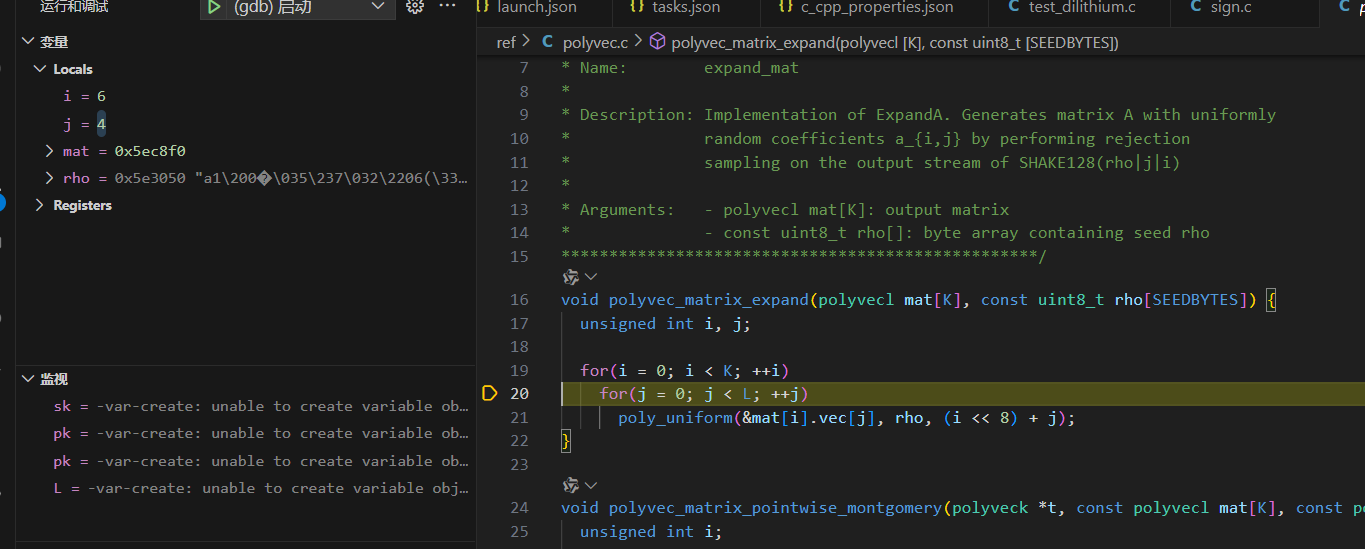 运行和调试
(gdb) 启动
launch.json
tasks.json
c_cpp_properties.json
C test_dilithium.c
C sign.c
变量
Locals
i = 6
j = 4
mat = 0x5ec8f0
rho = 0x5e3050 "a1\200�\035\237\032\2206(\33…
Registers
监视
sk = -var-create: unable to create variable ob…
pk = -var-create: unable to create variable ob…
pk = -var-create: unable to create variable ob…
L = -var-create: unable to create variable obj…
ref > C polyvec.c > polyvec_matrix_expand(polyvecl [K], const uint8_t [SEEDBYTES])
7 * Name: expand_mat
8 *
9 * Description: Implementation of ExpandA. Generates matrix A with uniformly
10 * random coefficients a_{i,j} by performing rejection
11 * sampling on the output stream of SHAKE128(rho|j|i)
12 *
13 * Arguments: - polyvecl mat[K]: output matrix
14 * - const uint8_t rho[]: byte array containing seed rho
15 **************************************************/
16 void polyvec_matrix_expand(polyvecl mat[K], const uint8_t rho[SEEDBYTES]) {
17 unsigned int i, j;
18
19 for(i = 0; i < K; ++i)
20 for(j = 0; j < L; ++j)
21 poly_uniform(&mat[i].vec[j], rho, (i << 8) + j);
22 }
23
24 void polyvec_matrix_pointwise_montgomery(polyveck *t, const polyvecl mat[K], const po
25 unsigned int i;